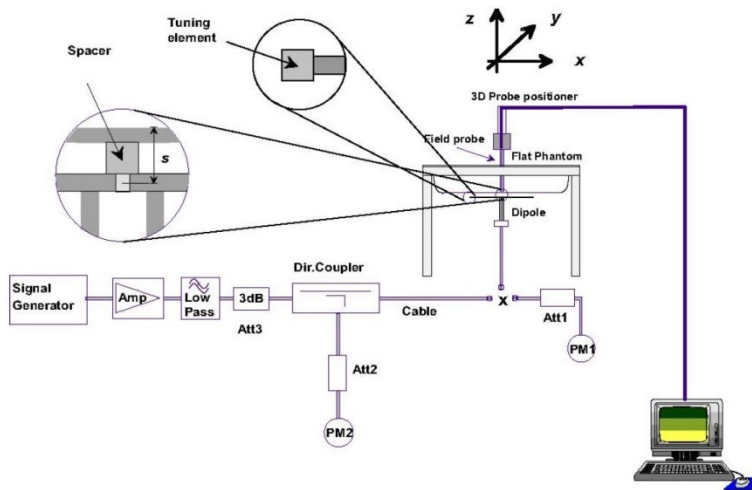 Tuning
element
Spacer
s
z
y
x
3D Probe positioner
Field probe
Flat Phantom
Dipole
Dir.Coupler
Signal
Generator
Amp
Low
Pass
3dB
Att3
Cable
x
Att1
PM1
Att2
PM2